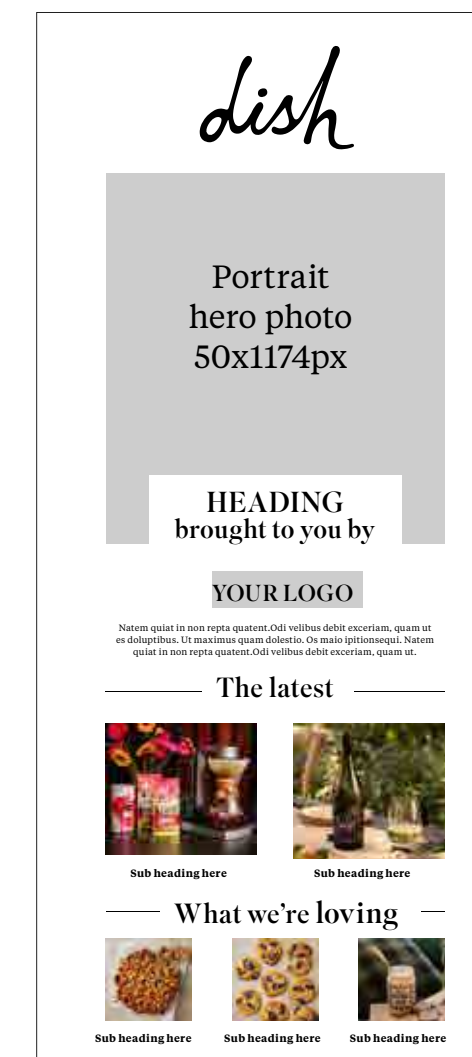 dish
Portrait
hero photo
50x1174px
HEADING
brought to you by
YOUR LOGO
Natem quiat in non repta quatent.Odi velibus debit exceriam, quam ut
es doluptibus. Ut maximus quam dolestio. Os maio ipitionsequi. Natem
quiat in non repta quatent.Odi velibus debit exceriam, quam ut.
The latest
Sub heading here
Sub heading here
What we're loving
Sub heading here
Sub heading here
Sub heading here